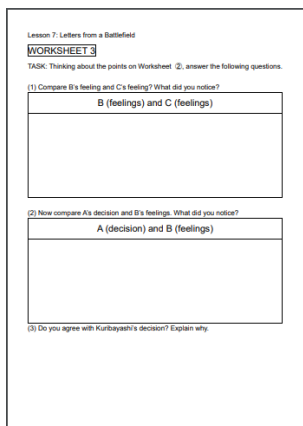 Lesson 7: Letters from a Battlefield
WORKSHEET 3
TASK: Thinking about the points on Worksheet ②, answer the following questions.
(1) Compare B's feeling and C's feeling? What did you notice?
B (feelings) and C (feelings)
(2) Now compare A's decision and B's feelings. What did you notice?
A (decision) and B (feelings)
(3) Do you agree with Kuribayashi's decision? Explain why.